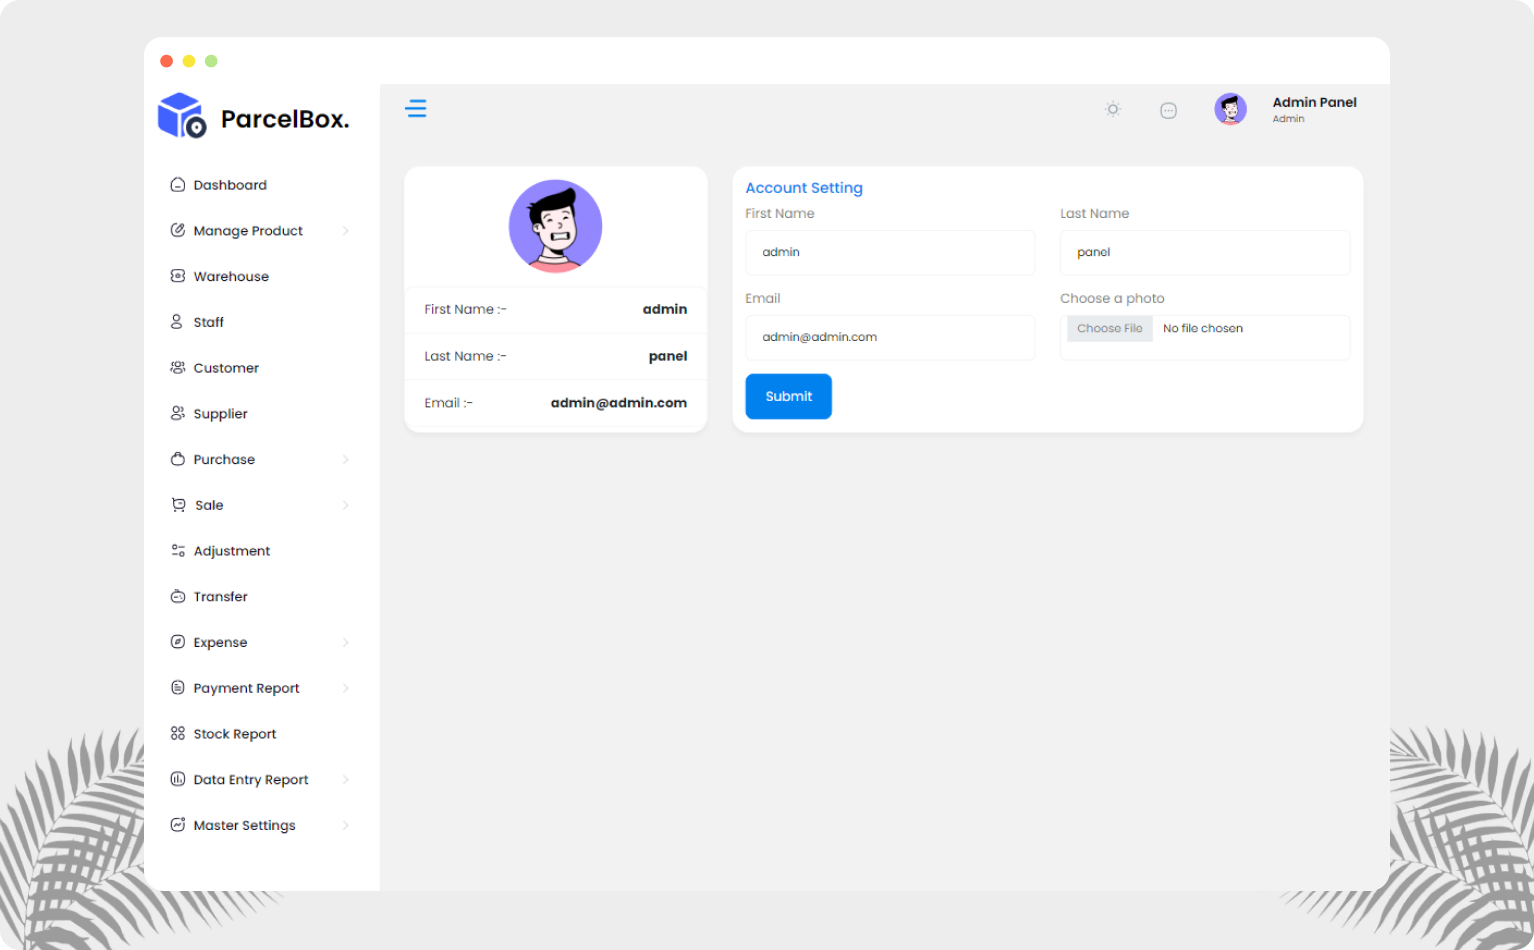 ParcelBox.
Dashboard
Manage Product
Warehouse
Staff
Customer
Supplier
Purchase
Sale
Adjustment
Transfer
Expense
Payment Report
Stock Report
Data Entry Report
Master Settings
Admin Panel
Admin
First Name :- admin
Last Name :- panel
Email :- admin@admin.com
Account Setting
First Name Last Name
admin panel
Email Choose a photo
admin@admin.com Choose File No file chosen
Submit